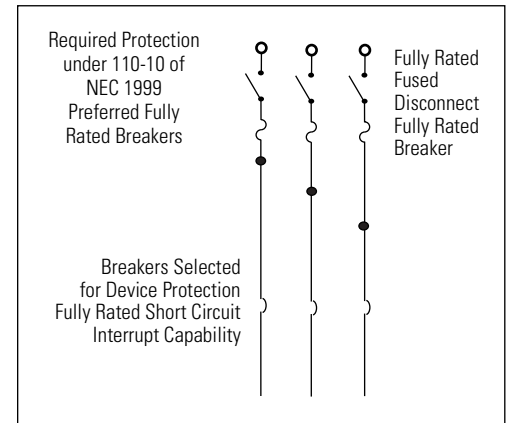 Required Protection
under 110-10 of
NEC 1999
Preferred Fully
Rated Breakers
Fully Rated
Fused
Disconnect
Fully Rated
Breaker
Breakers Selected
for Device Protection
Fully Rated Short Circuit
Interrupt Capability